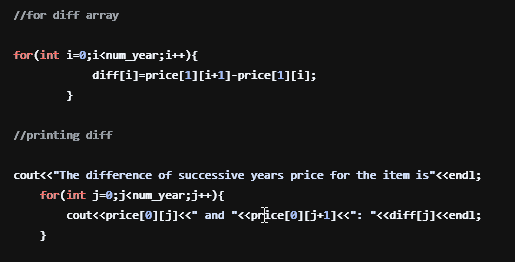 //for diff array
for(int i=0;i<num_year;i++){
diff[i]=price[1][i+1]-price[1][i];
}
//printing diff
cout<<"The difference of successive years price for the item is"<<endl;
for(int j=0;j<num_year;j++){
cout<<price[0][j]<<" and "<<price[0][j+1]<<": "<<diff[j]<<endl;
}